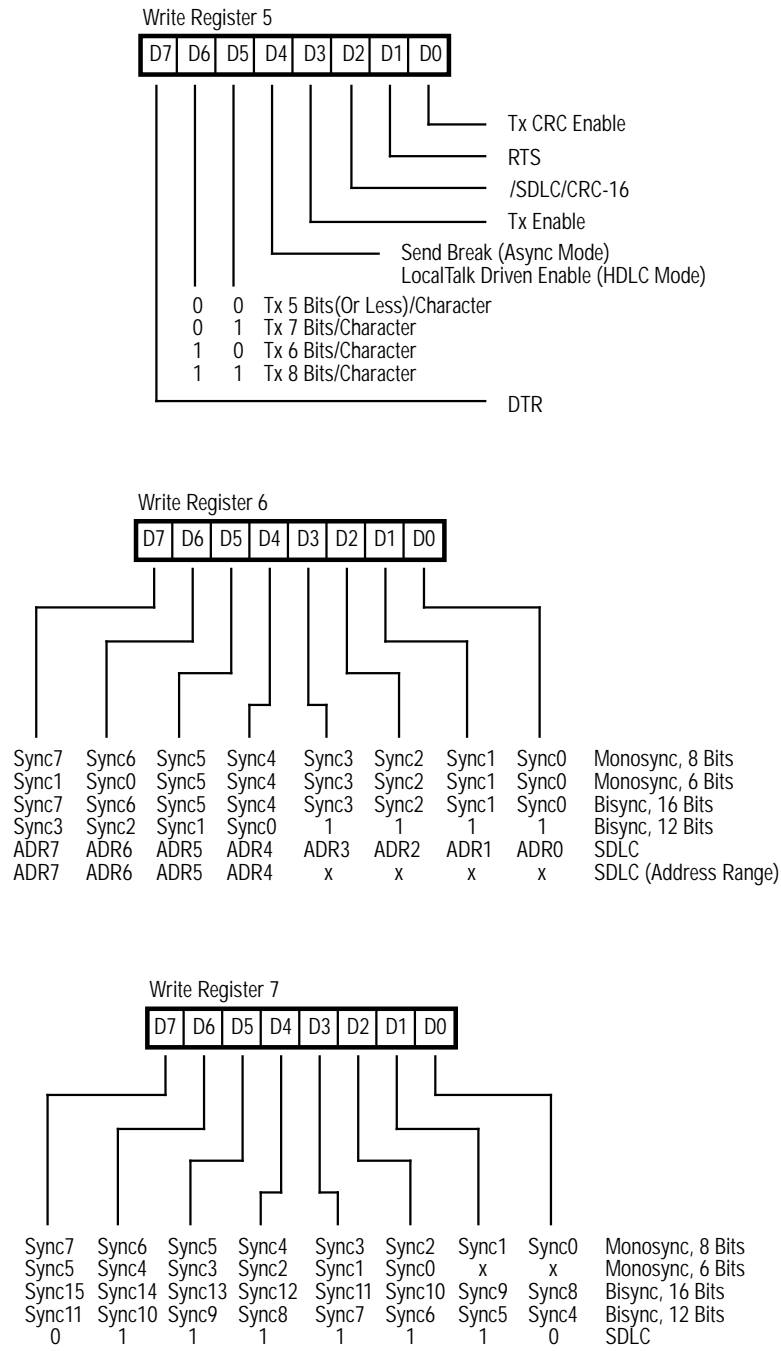 Write Register 5
D7 D6 D5 D4 D3 D2 D1 D0
Tx CRC Enable
RTS
/SDLC/CRC-16
Tx Enable
Send Break (Async Mode)
LocalTalk Driven Enable (HDLC Mode)
0 0 Tx 5 Bits(Or Less)/Character
0 1 Tx 7 Bits/Character
1 0 Tx 6 Bits/Character
1 1 Tx 8 Bits/Character
DTR
Write Register 6
D7 D6 D5 D4 D3 D2 D1 D0
Sync7 Sync6 Sync5 Sync4 Sync3 Sync2 Sync1 Sync0 Monosync, 8 Bits
Sync1 Sync0 Sync5 Sync4 Sync3 Sync2 Sync1 Sync0 Monosync, 6 Bits
Sync7 Sync6 Sync5 Sync4 Sync3 Sync2 Sync1 Sync0 Bisync, 16 Bits
Sync3 Sync2 Sync1 Sync0 1 1 1 1 Bisync, 12 Bits
ADR7 ADR6 ADR5 ADR4 ADR3 ADR2 ADR1 ADR0 SDLC
ADR7 ADR6 ADR5 ADR4 x x x x SDLC (Address Range)
Write Register 7
D7 D6 D5 D4 D3 D2 D1 D0
Sync7 Sync6 Sync5 Sync4 Sync3 Sync2 Sync1 Sync0 Monosync, 8 Bits
Sync5 Sync4 Sync3 Sync2 Sync1 Sync0 x x Monosync, 6 Bits
Sync15 Sync14 Sync13 Sync12 Sync11 Sync10 Sync9 Sync8 Bisync, 16 Bits
Sync11 Sync10 Sync9 Sync8 Sync7 Sync6 Sync5 Sync4 Bisync, 12 Bits
0 1 1 1 1 1 1 0 SDLC